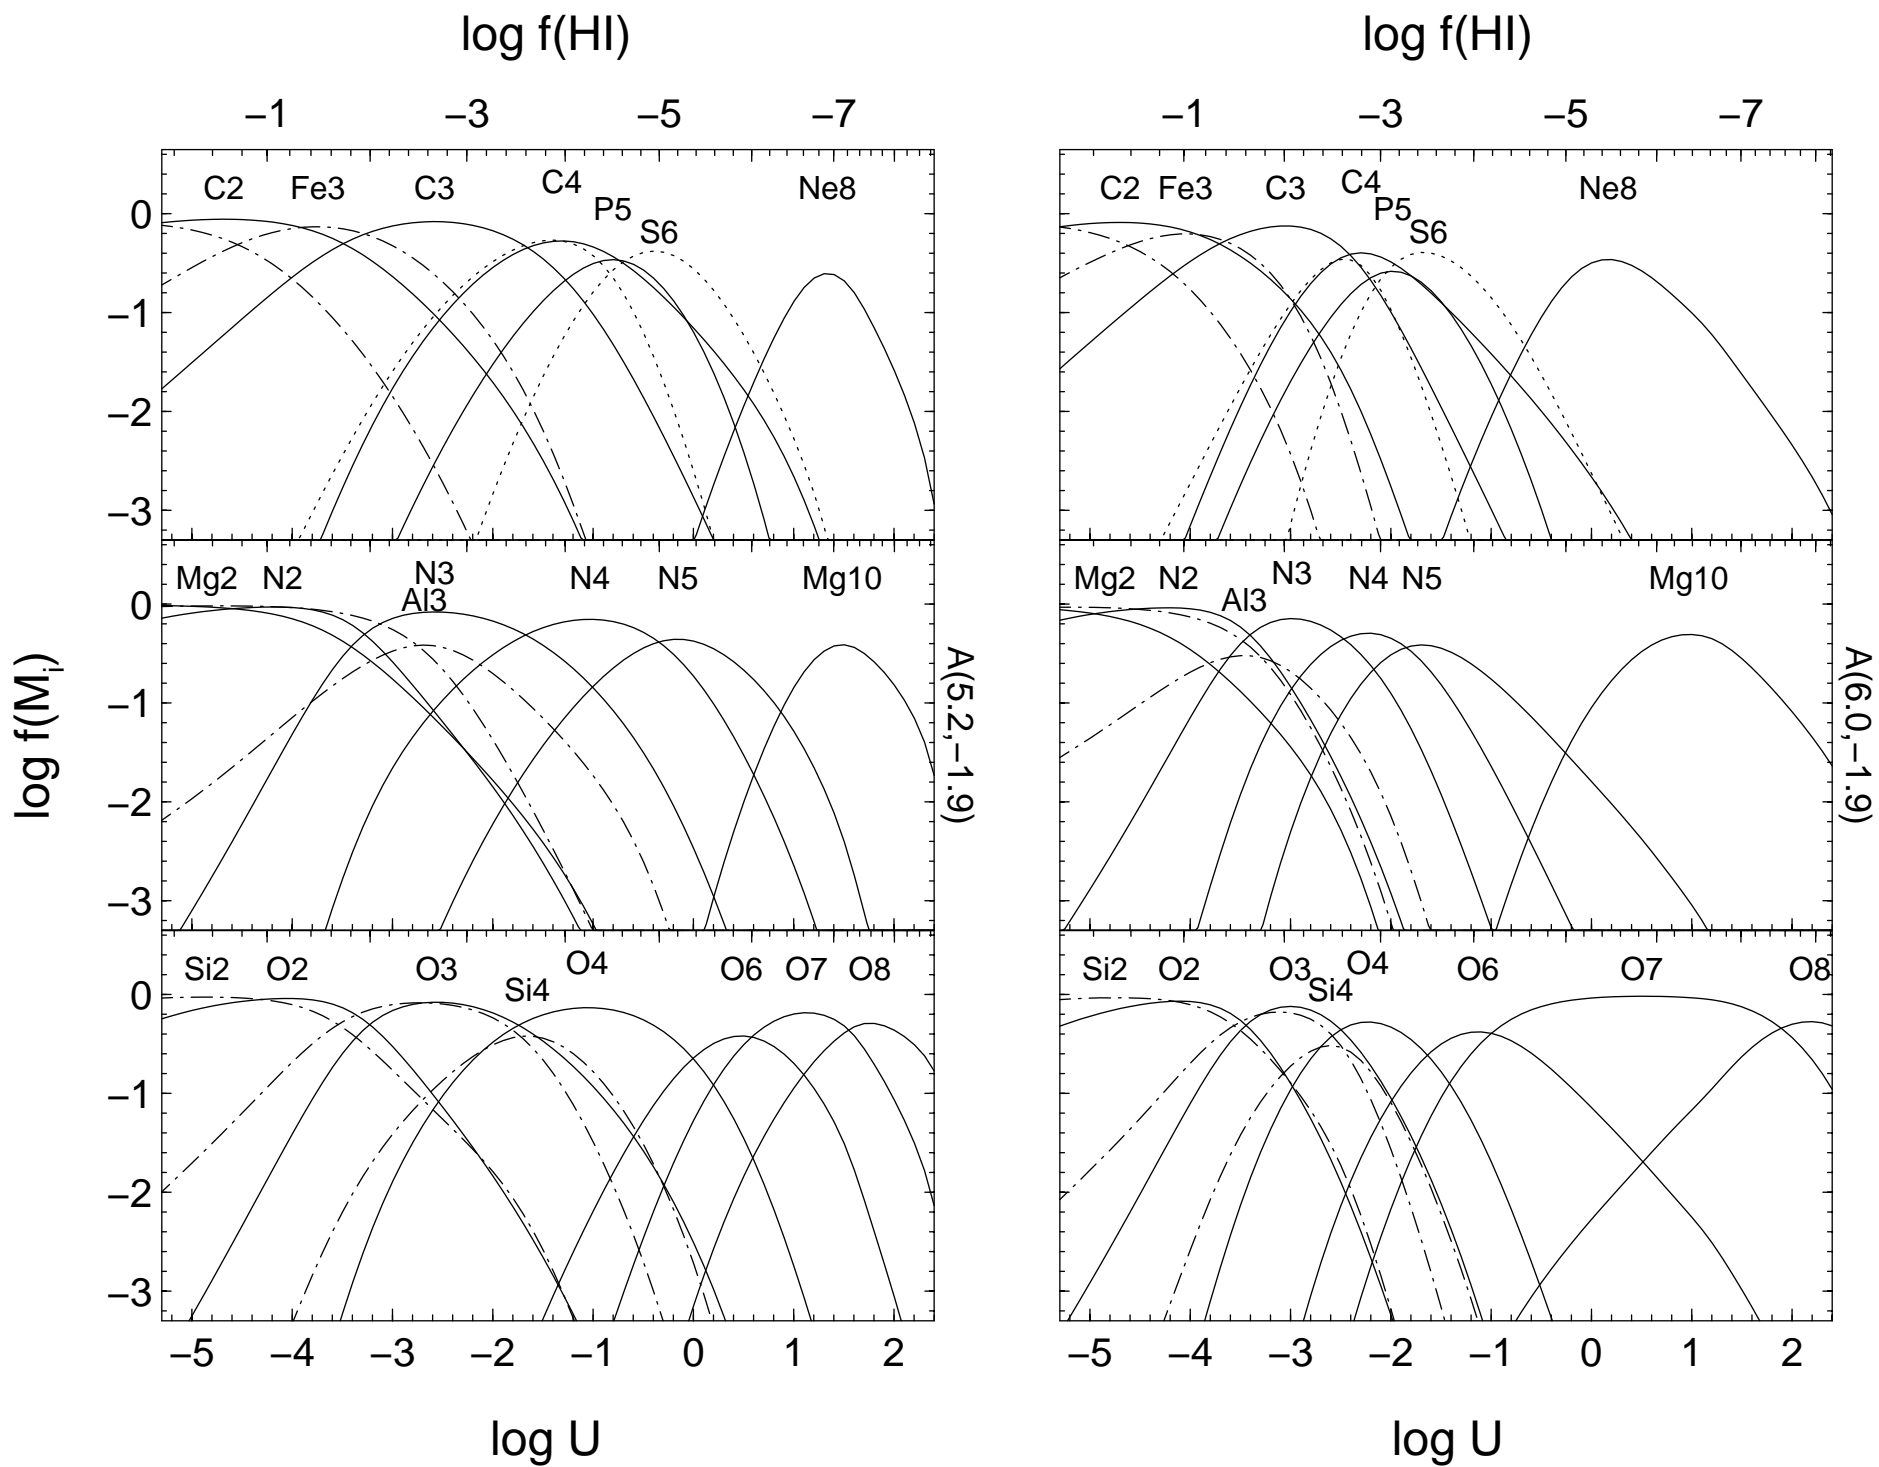 log f(HI) log f(HI)
−1 −3 −5 −7 −1 −3 −5 −7
C2 Fe3 C3 C4 P5 S6 Ne8 C2 Fe3 C3 C4 P5 S6 Ne8
0
−1
−2
−3
Mg2 N2 N3 Al3 N4 N5 Mg10 Mg2 N2 N3 Al3 N4 N5 Mg10
0
−1
−2
−3
log f(Mi)
A(5.2,−1.9) A(6.0,−1.9)
Si2 O2 O3 Si4 O4 O6 O7 O8 Si2 O2 O3 Si4 O4 O6 O7 O8
0
−1
−2
−3
−5 −4 −3 −2 −1 0 1 2 −5 −4 −3 −2 −1 0 1 2
log U log U